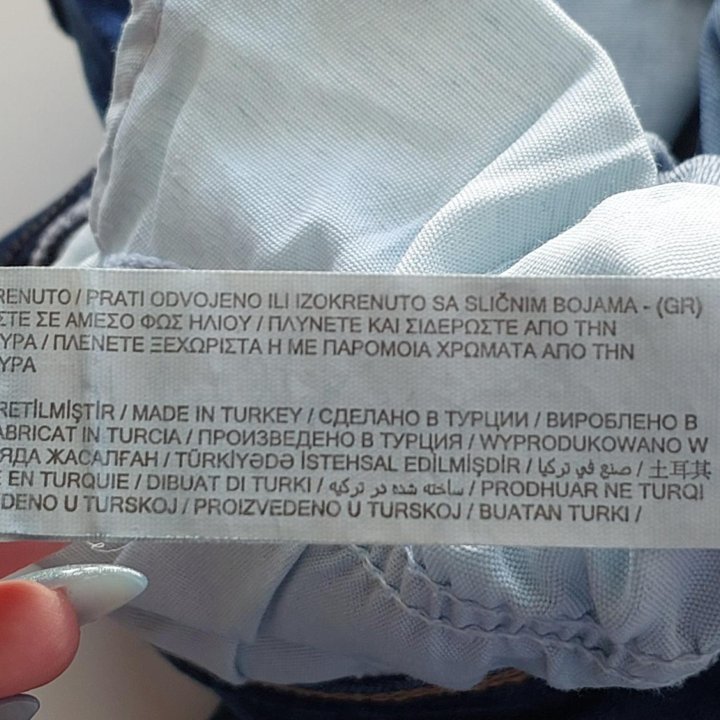 RENUTO / PRATI ODVOJENO ILI IZOKRENUTO SA SLIČNIM BOJAMA - (GR)
ΣΤΕ ΣΕ ΑΜΕΣΟ ΦΩΣ ΗΛΙΟΥ / ΠΛΥΝΕΤΕ ΚΑΙ ΣΙΔΕΡΩΣΤΕ ΑΠΟ ΤΗΝ
ΥΡΑ / ΠΛΕΝΕΤΕ ΞΕΧΩΡΙΣΤΑ Η ΜΕ ΠΑΡΟΜΟΙΑ ΧΡΩΜΑΤΑ ΑΠΟ ΤΗΝ
ΥΡΑ
RETİLMİŞTİR / MADE IN TURKEY / СДЕЛАНО В ТУРЦИИ / ВИРОБЛЕНО В
ABRICAT IN TURCIA / ПРОИЗВЕДЕНО В ТУРЦИЯ / WYPRODUKOWANO W
ЯДА ЖАСАЛҒАН / TÜRKİYƏDƏ İSTEHSAL EDİLMIŞDİR / صنع في تركيا / 土耳其
E EN TURQUIE / DIBUAT DI TURKI / ساخته شده در ترکیه / PRODHUAR NE TURQI
DENO U TURSKOJ / PROIZVEDENO U TURSKOJ / BUATAN TURKI /